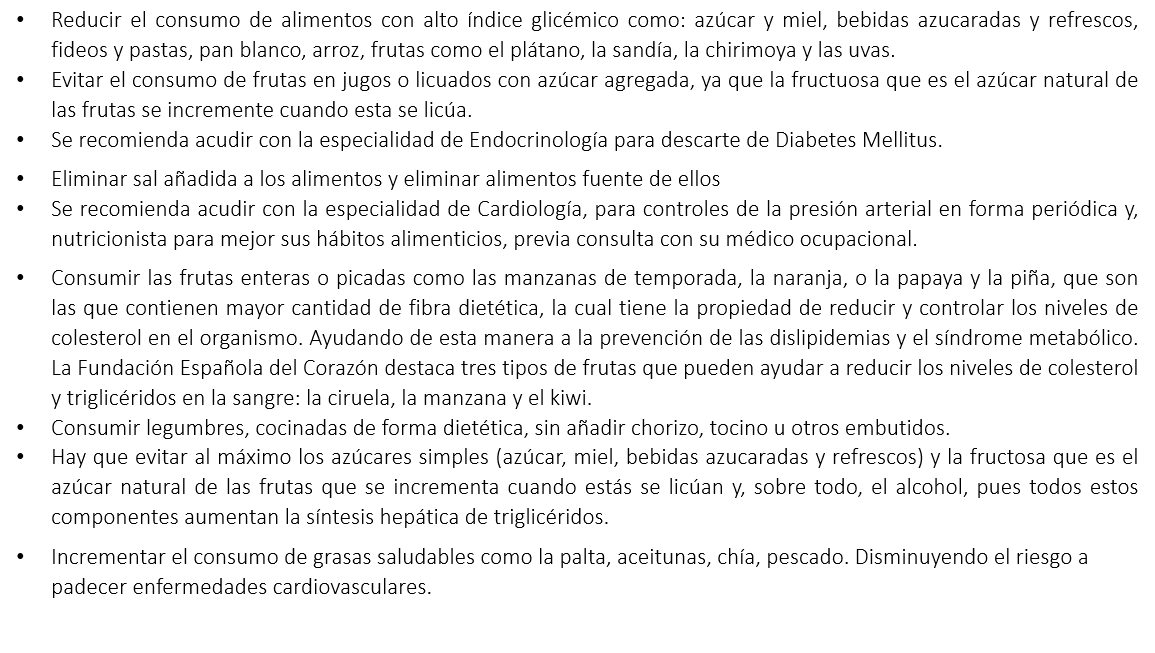 • Reducir el consumo de alimentos con alto índice glicémico como: azúcar y miel, bebidas azucaradas y refrescos,
fideos y pastas, pan blanco, arroz, frutas como el plátano, la sandía, la chirimoya y las uvas.
• Evitar el consumo de frutas en jugos o licuados con azúcar agregada, ya que la fructuosa que es el azúcar natural de
las frutas se incremente cuando esta se licúa.
• Se recomienda acudir con la especialidad de Endocrinología para descarte de Diabetes Mellitus.
• Eliminar sal añadida a los alimentos y eliminar alimentos fuente de ellos
• Se recomienda acudir con la especialidad de Cardiología, para controles de la presión arterial en forma periódica y,
nutricionista para mejor sus hábitos alimenticios, previa consulta con su médico ocupacional.
• Consumir las frutas enteras o picadas como las manzanas de temporada, la naranja, o la papaya y la piña, que son
las que contienen mayor cantidad de fibra dietética, la cual tiene la propiedad de reducir y controlar los niveles de
colesterol en el organismo. Ayudando de esta manera a la prevención de las dislipidemias y el síndrome metabólico.
La Fundación Española del Corazón destaca tres tipos de frutas que pueden ayudar a reducir los niveles de colesterol
y triglicéridos en la sangre: la ciruela, la manzana y el kiwi.
• Consumir legumbres, cocinadas de forma dietética, sin añadir chorizo, tocino u otros embutidos.
• Hay que evitar al máximo los azúcares simples (azúcar, miel, bebidas azucaradas y refrescos) y la fructosa que es el
azúcar natural de las frutas que se incrementa cuando estás se licúan y, sobre todo, el alcohol, pues todos estos
componentes aumentan la síntesis hepática de triglicéridos.
• Incrementar el consumo de grasas saludables como la palta, aceitunas, chía, pescado. Disminuyendo el riesgo a
padecer enfermedades cardiovasculares.